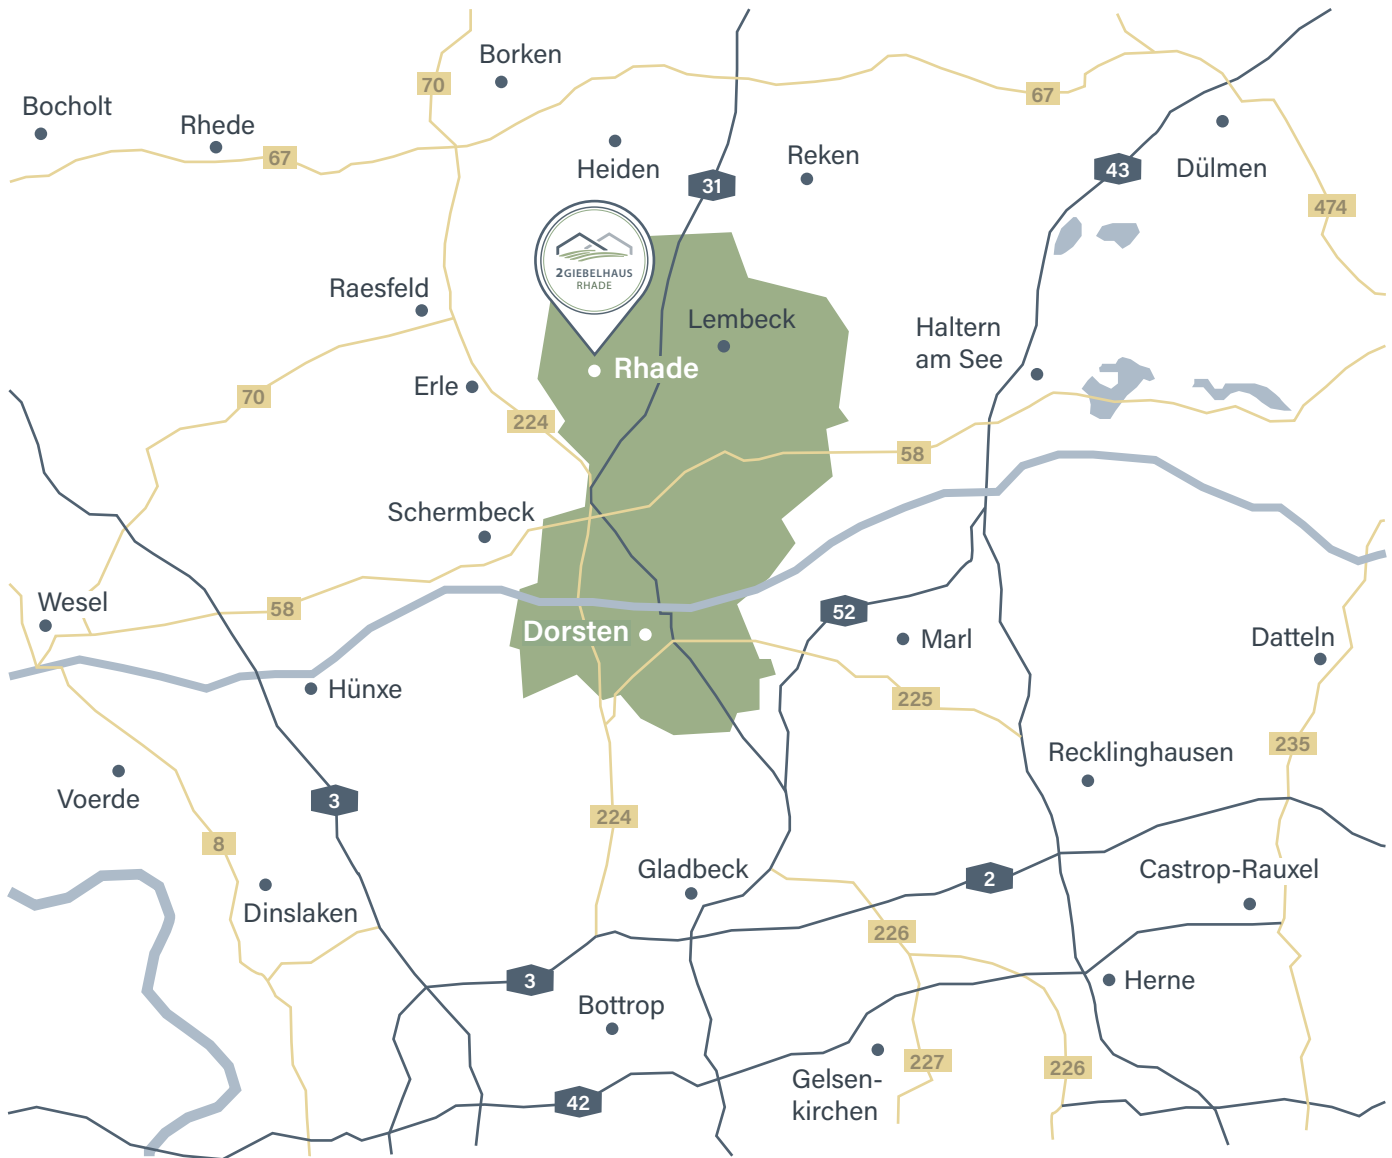 Borken
70
67
Bocholt
Rhede
67
Heiden
31
Reken
43
Dülmen
474
2GIEBELHAUS
RHADE
Raesfeld
Lembeck
Haltern
am See
Rhade
Erle
70
224
58
Schermbeck
Wesel
58
52
Dorsten
Marl
Datteln
Hünxe
225
235
Recklinghausen
Voerde
3
224
8
Gladbeck
2
Castrop-Rauxel
Dinslaken
226
3
Herne
Bottrop
227
226
Gelsen-
kirchen
42